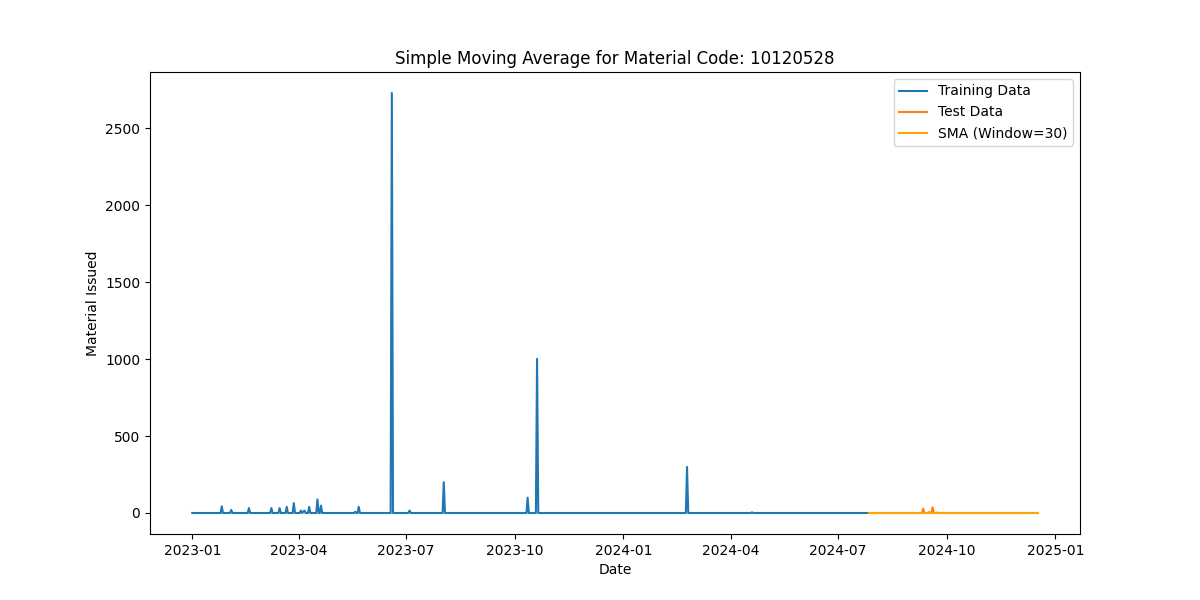 Simple Moving Average for Material Code: 10120528
Training Data
Test Data
SMA (Window=30)
Material Issued
2500
2000
1500
1000
500
0
2023-01 2023-04 2023-07 2023-10 2024-01 2024-04 2024-07 2024-10 2025-01
Date